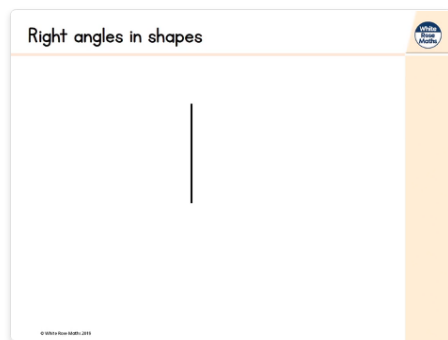 Right angles in shapes
White
Rose
Maths
© White Rose Maths 2019